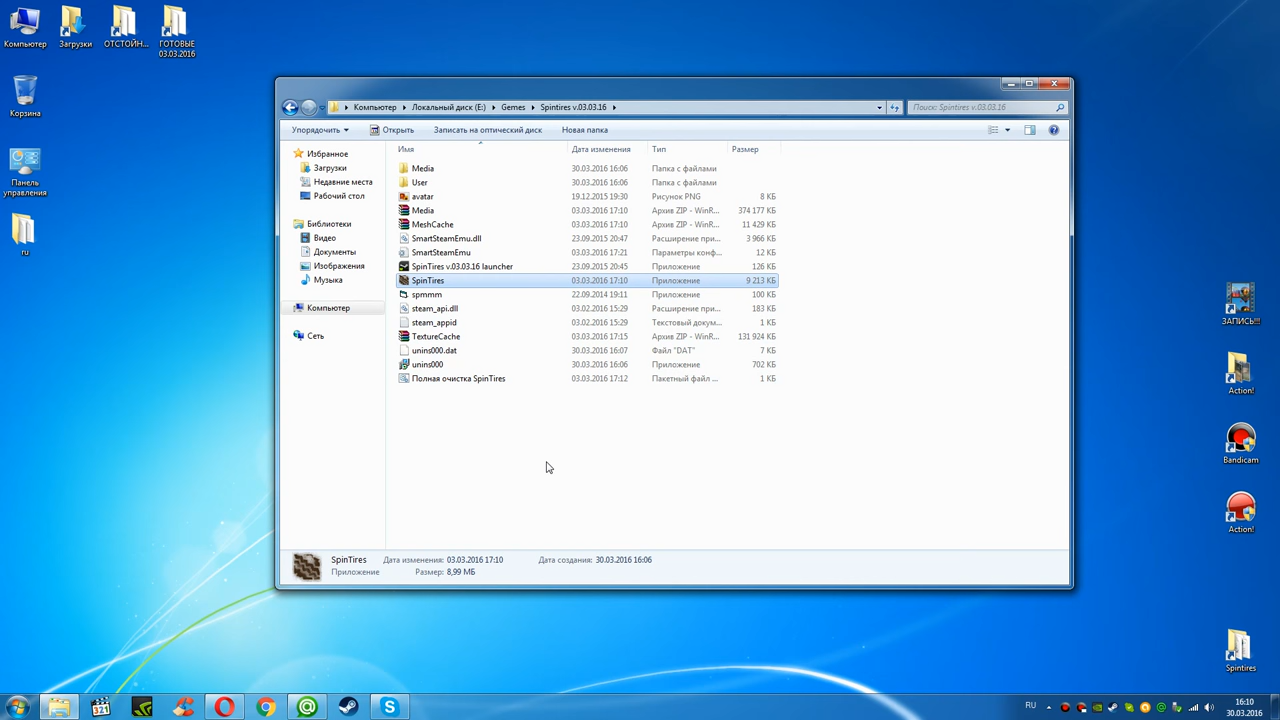 Компьютер
Загрузки
ОТСТОЙН...
ГОТОВЫЕ
03.03.2016
Корзина
Панель
управления
ru
Компьютер
Локальный диск (E:)
Gemes
Spintires v.03.03.16
Поиск: Spintires v.03.03.16
Упорядочить
Открыть
Записать на оптический диск
Новая папка
Избранное
Загрузки
Недавние места
Рабочий стол
Библиотеки
Видео
Документы
Изображения
Музыка
Компьютер
Сеть
Имя Дата изменения Тип Размер
Media 30.03.2016 16:06 Папка с файлами
User 30.03.2016 16:06 Папка с файлами
avatar 19.12.2015 19:30 Рисунок PNG 8 КБ
Media 03.03.2016 17:10 Архив ZIP - WinR... 374 177 КБ
MeshCache 03.03.2016 17:10 Архив ZIP - WinR... 11 429 КБ
SmartSteamEmu.dll 23.09.2015 20:47 Расширение при... 3 966 КБ
SmartSteamEmu 03.03.2016 17:21 Параметры конф... 12 КБ
SpinTires v.03.03.16 launcher 23.09.2015 20:45 Приложение 126 КБ
SpinTires 03.03.2016 17:10 Приложение 9 213 КБ
spmmm 22.09.2014 19:11 Приложение 100 КБ
steam_api.dll 03.02.2016 15:29 Расширение при... 183 КБ
steam_appid 03.02.2016 15:29 Текстовый докум... 1 КБ
TextureCache 03.03.2016 17:15 Архив ZIP - WinR... 131 924 КБ
unins000.dat 30.03.2016 16:07 Файл "DAT" 7 КБ
unins000 30.03.2016 16:06 Приложение 702 КБ
Полная очистка SpinTires 03.03.2016 17:12 Пакетный файл ... 1 КБ
SpinTires Дата изменения: 03.03.2016 17:10 Дата создания: 30.03.2016 16:06
Приложение Размер: 8,99 МБ
ЗАПИСЬ!!!
Action!
Bandicam
Action!
Spintires
321
RU
16:10
30.03.2016